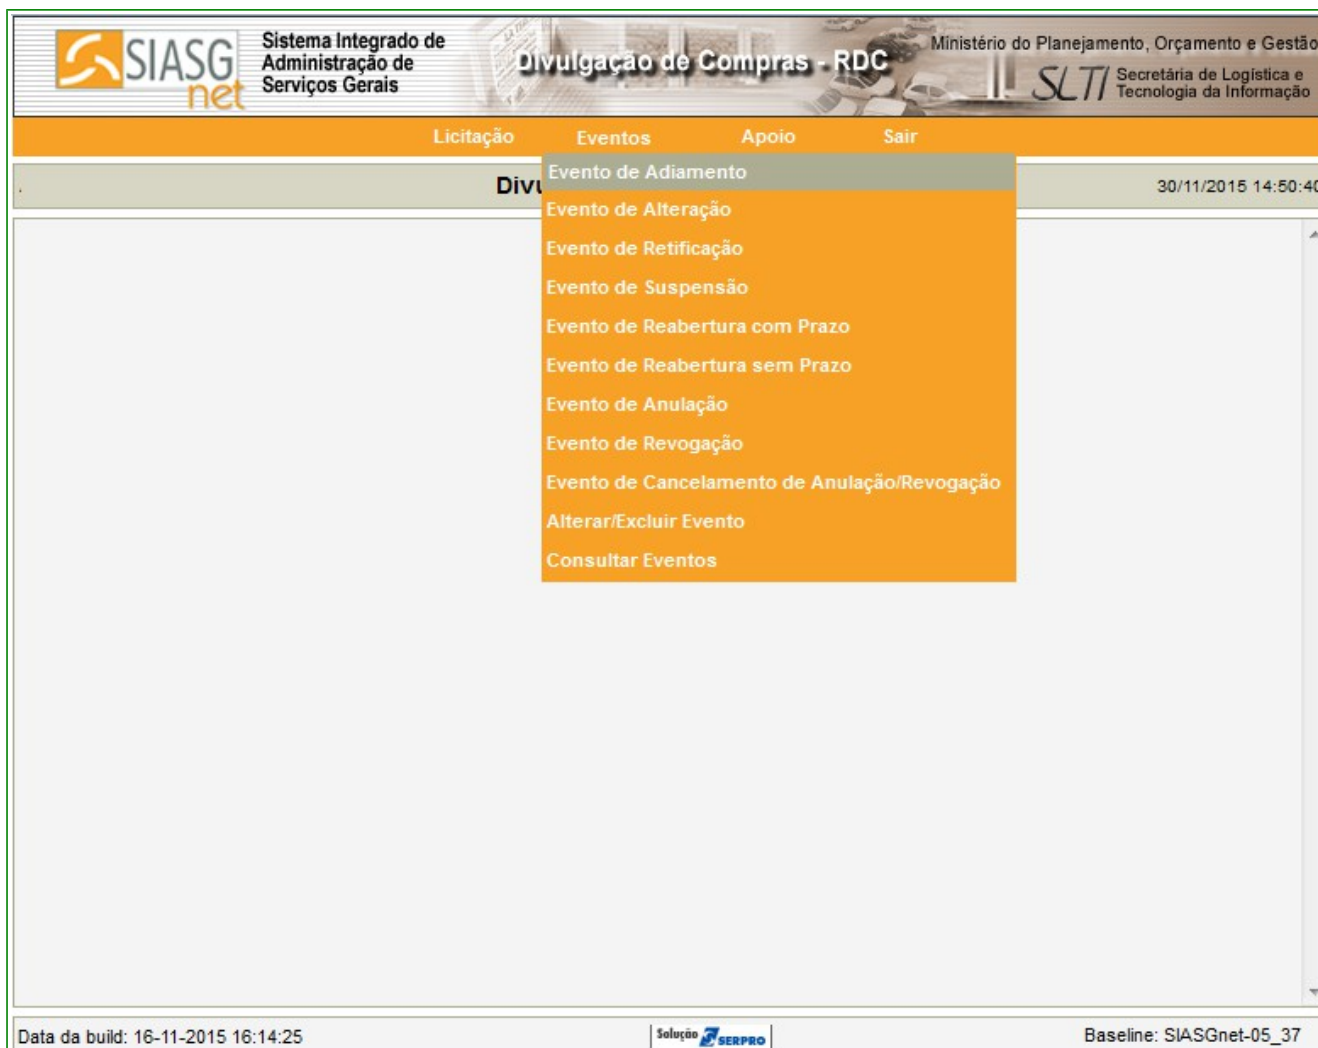 SIASG
net
Sistema Integrado de
Administração de
Serviços Gerais
Divulgação de Compras - RDC
Ministério do Planejamento, Orçamento e Gestão
SLTI
Secretária de Logística e
Tecnologia da Informação
Licitação Eventos Apoio Sair
Divu
30/11/2015 14:50:40
Evento de Adiamento
Evento de Alteração
Evento de Retificação
Evento de Suspensão
Evento de Reabertura com Prazo
Evento de Reabertura sem Prazo
Evento de Anulação
Evento de Revogação
Evento de Cancelamento de Anulação/Revogação
Alterar/Excluir Evento
Consultar Eventos
Data da build: 16-11-2015 16:14:25
Solução SERPRO
Baseline: SIASGnet-05_37